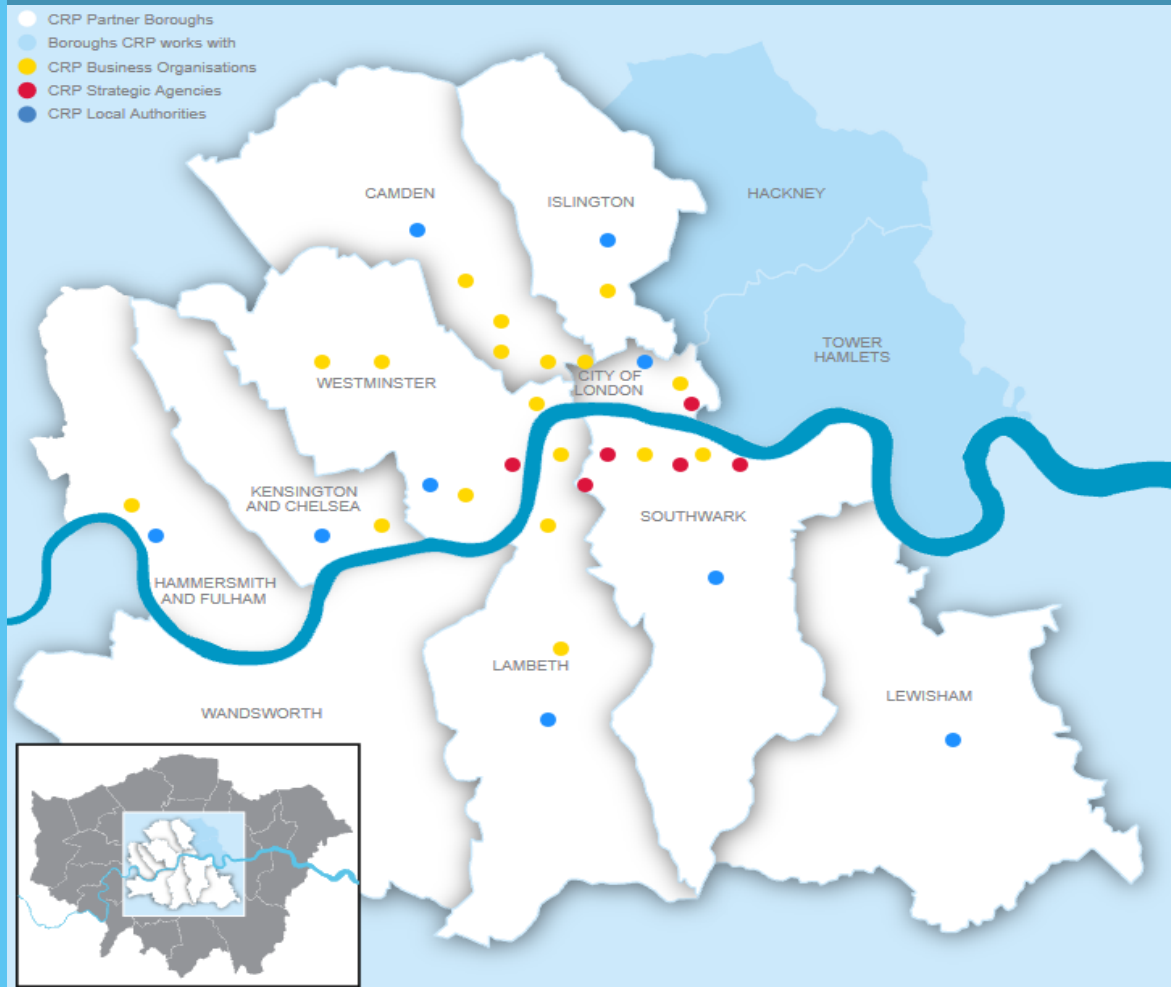 CRP Partner Boroughs
Boroughs CRP works with
CRP Business Organisations
CRP Strategic Agencies
CRP Local Authorities
CAMDEN
ISLINGTON
HACKNEY
TOWER
HAMLETS
WESTMINSTER
CITY OF
LONDON
KENSINGTON
AND CHELSEA
SOUTHWARK
HAMMERSMITH
AND FULHAM
LAMBETH
LEWISHAM
WANDSWORTH